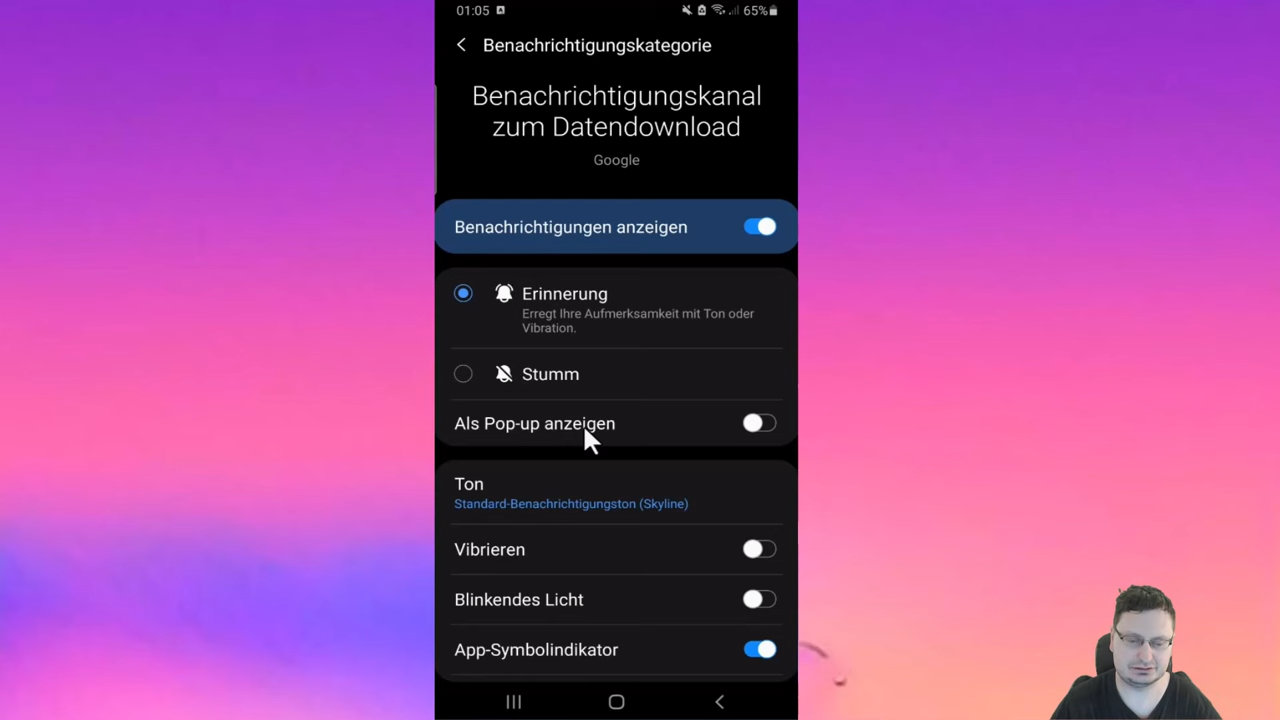 01:05
65%
Benachrichtigungskategorie
Benachrichtigungskanal
zum Datendownload
Google
Benachrichtigungen anzeigen
Erinnerung
Erregt Ihre Aufmerksamkeit mit Ton oder
Vibration.
Stumm
Als Pop-up anzeigen
Ton
Standard-Benachrichtigungston (Skyline)
Vibrieren
Blinkendes Licht
App-Symbolindikator